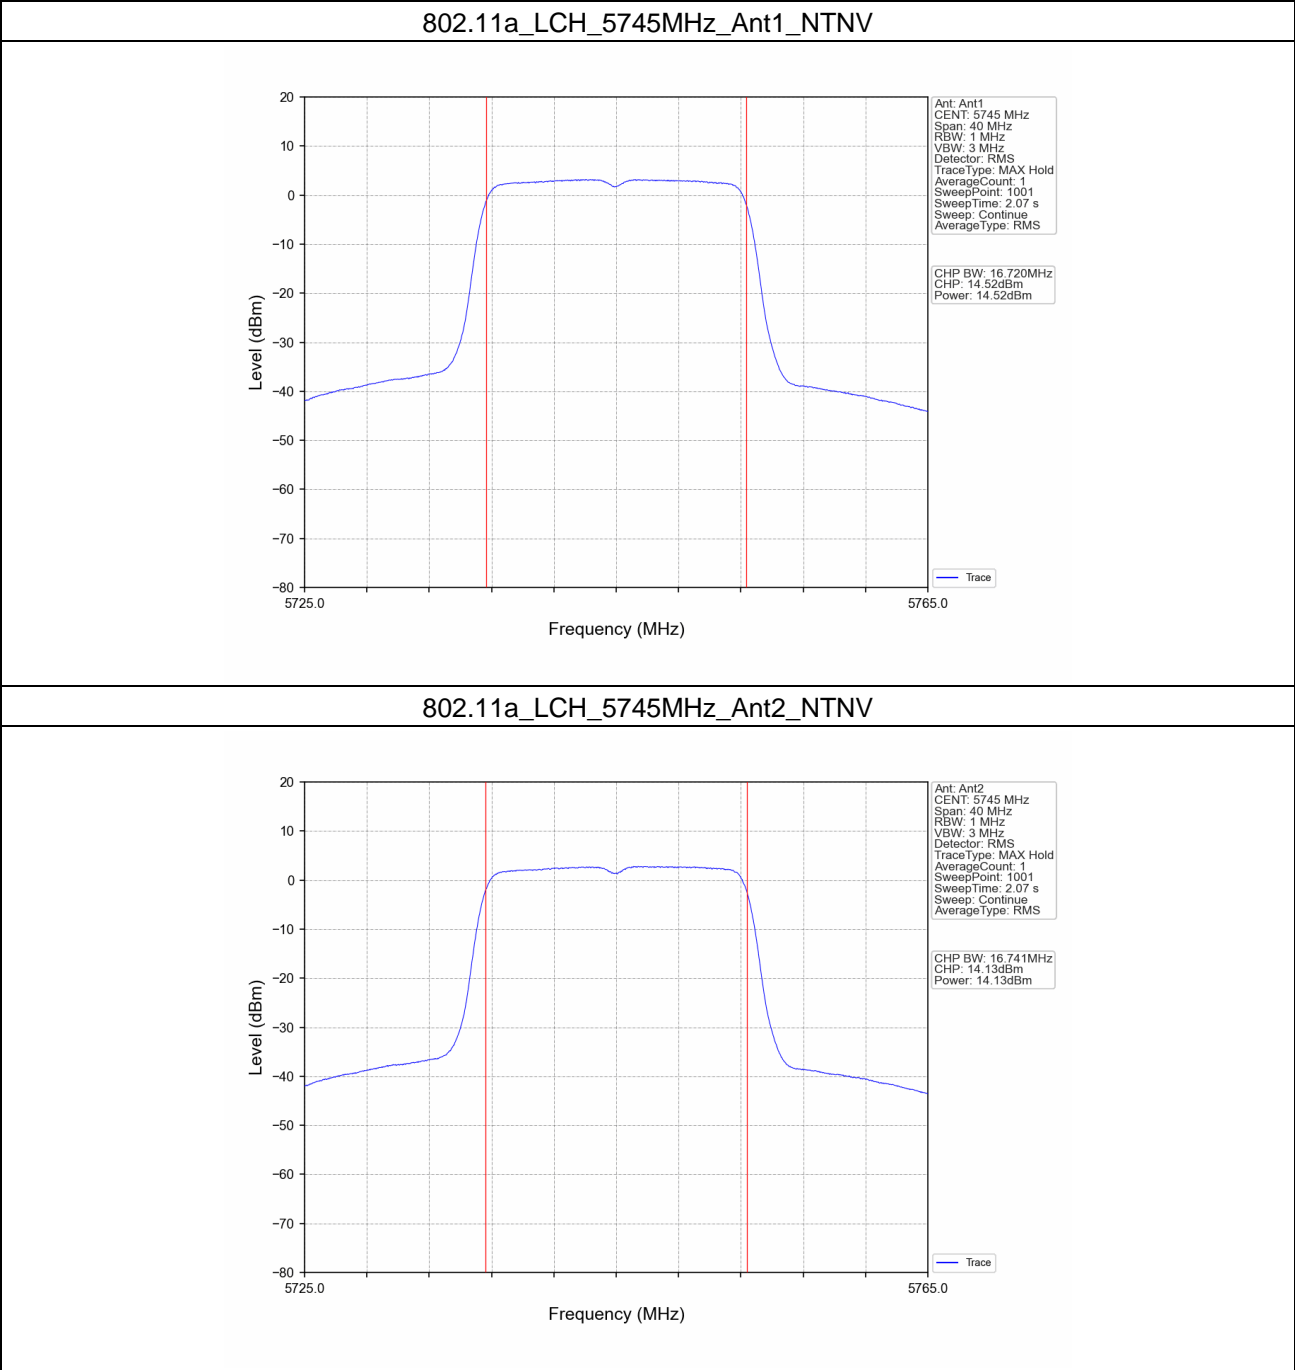 802.11a_LCH_5745MHz_Ant1_NTNV
20
10
0
−10
−20
−30
−40
−50
−60
−70
−80
Level (dBm)
5725.0
5765.0
Frequency (MHz)
Ant: Ant1
CENT: 5745 MHz
Span: 40 MHz
RBW: 1 MHz
VBW: 3 MHz
Detector: RMS
TraceType: MAX Hold
AverageCount: 1
SweepPoint: 1001
SweepTime: 2.07 s
Sweep: Continue
AverageType: RMS
CHP BW: 16.720MHz
CHP: 14.52dBm
Power: 14.52dBm
Trace
802.11a_LCH_5745MHz_Ant2_NTNV
20
10
0
−10
−20
−30
−40
−50
−60
−70
−80
Level (dBm)
5725.0
5765.0
Frequency (MHz)
Ant: Ant2
CENT: 5745 MHz
Span: 40 MHz
RBW: 1 MHz
VBW: 3 MHz
Detector: RMS
TraceType: MAX Hold
AverageCount: 1
SweepPoint: 1001
SweepTime: 2.07 s
Sweep: Continue
AverageType: RMS
CHP BW: 16.741MHz
CHP: 14.13dBm
Power: 14.13dBm
Trace